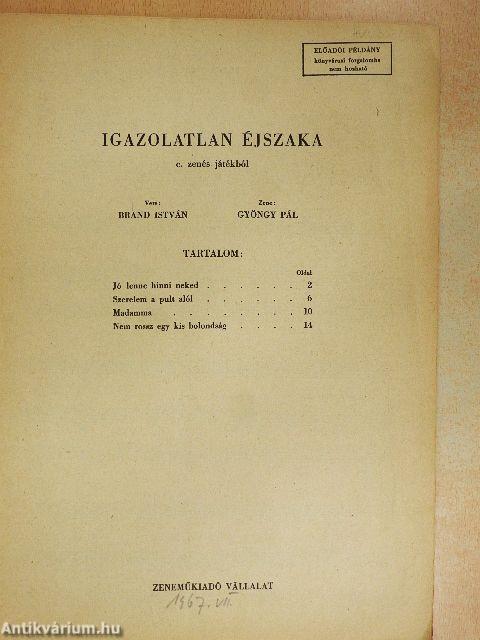 ELŐADÓI PÉLDÁNY
könyvárusi forgalomba
nem hozható
IGAZOLATLAN ÉJSZAKA
c. zenés játékból
Vers: Zene:
BRAND ISTVÁN GYÖNGY PÁL
TARTALOM:
Oldal
Jó lenne hinni neked . . . . . . 2
Szerelem a pult alól . . . . . . 6
Madamma . . . . . . . . 10
Nem rossz egy kis bolondság . . . . 14
ZENEMŰKIADÓ VÁLLALAT
1967. VII.
Antikvárium.hu